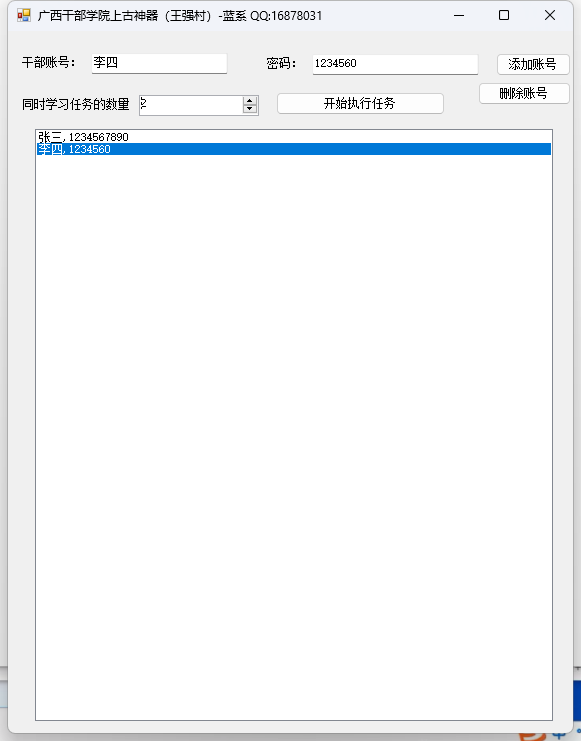 广西干部学院上古神器（王强村）-蓝系 QQ:16878031
干部账号： 李四 密码： 1234560 添加账号
删除账号
同时学习任务的数量 开始执行任务
张三,1234567890
李四,1234560
中